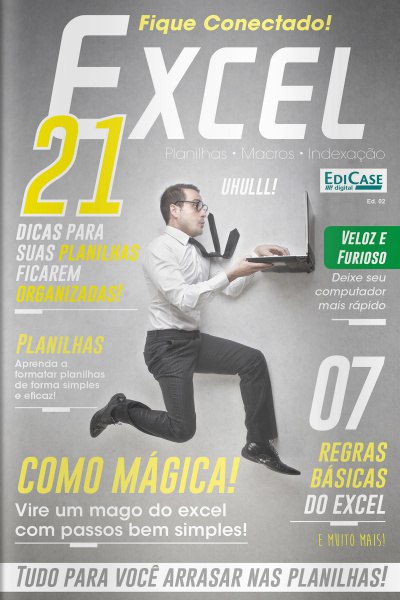 Fique Conectado!
EXCEL
Planilhas • Macros • Indexação
EDICASE
digital
Ed. 02
21
DICAS PARA
SUAS PLANILHAS
FICAREM
ORGANIZADAS!
UHULLL!
VELOZ E
FURIOSO
Deixe seu
computador
mais rápido
PLANILHAS
Aprenda a
formatar planilhas
de forma simples
e eficaz!
07
REGRAS
BÁSICAS
DO EXCEL
E MUITO MAIS!
COMO MÁGICA!
Vire um mago do excel
com passos bem simples!
TUDO PARA VOCÊ ARRASAR NAS PLANILHAS!